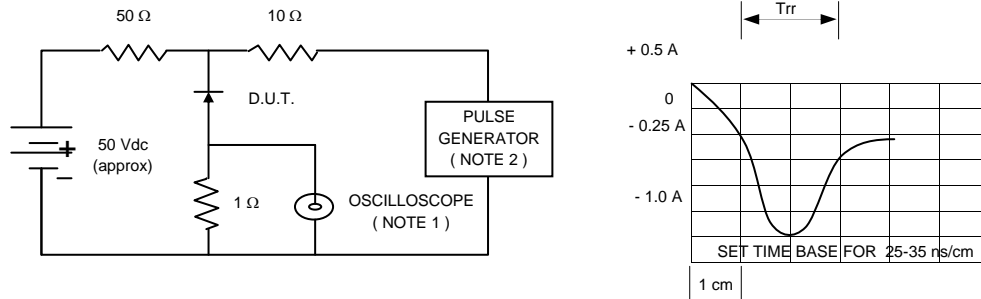 50 Ω
10 Ω
D.U.T.
50 Vdc
(approx)
+
−
1 Ω
OSCILLOSCOPE
( NOTE 1 )
PULSE
GENERATOR
( NOTE 2 )
Trr
+ 0.5 A
0
- 0.25 A
- 1.0 A
SET TIME BASE FOR 25-35 ns/cm
1 cm